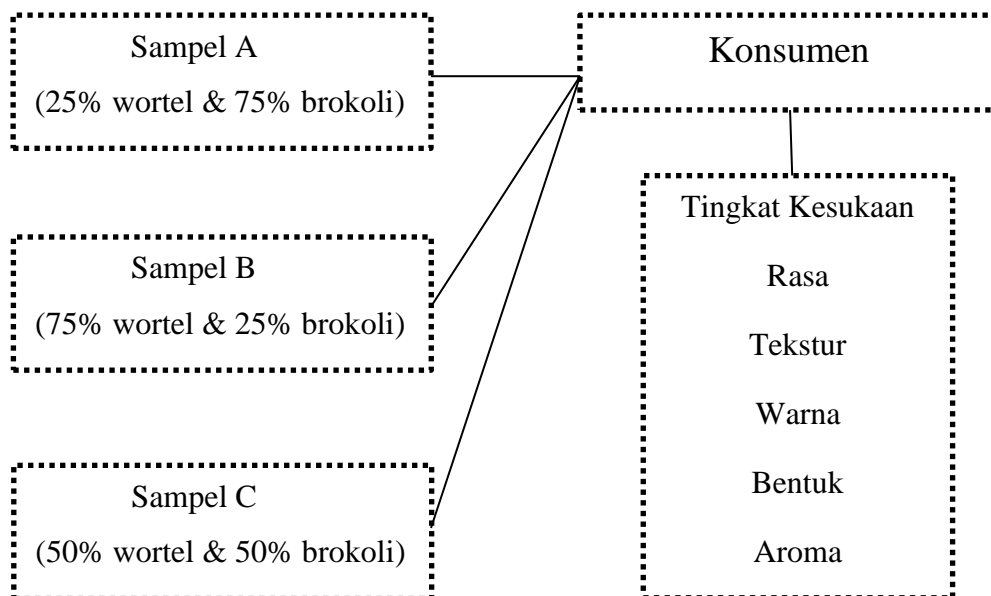 Sampel A
(25% wortel & 75% brokoli)
Sampel B
(75% wortel & 25% brokoli)
Sampel C
(50% wortel & 50% brokoli)
Konsumen
Tingkat Kesukaan
Rasa
Tekstur
Warna
Bentuk
Aroma